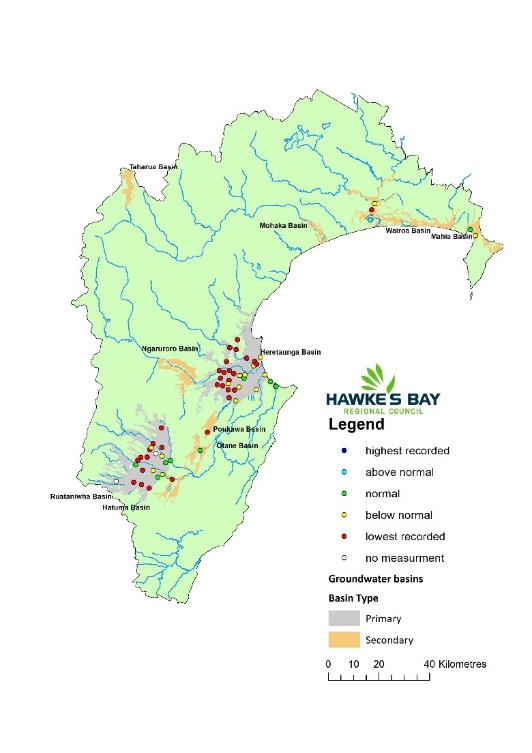 Taharua Basin
Mohaka Basin
Wairoa Basin
Mahia Basin
Ngaruroro Basin
Heretaunga Basin
Poukawa Basin
Otane Basin
Ruataniwha Basin
Hatuma Basin
HAWKE'S BAY
REGIONAL COUNCIL
Legend
highest recorded
above normal
normal
below normal
lowest recorded
no measurment
Groundwater basins
Basin Type
Primary
Secondary
0 10 20 40 Kilometres